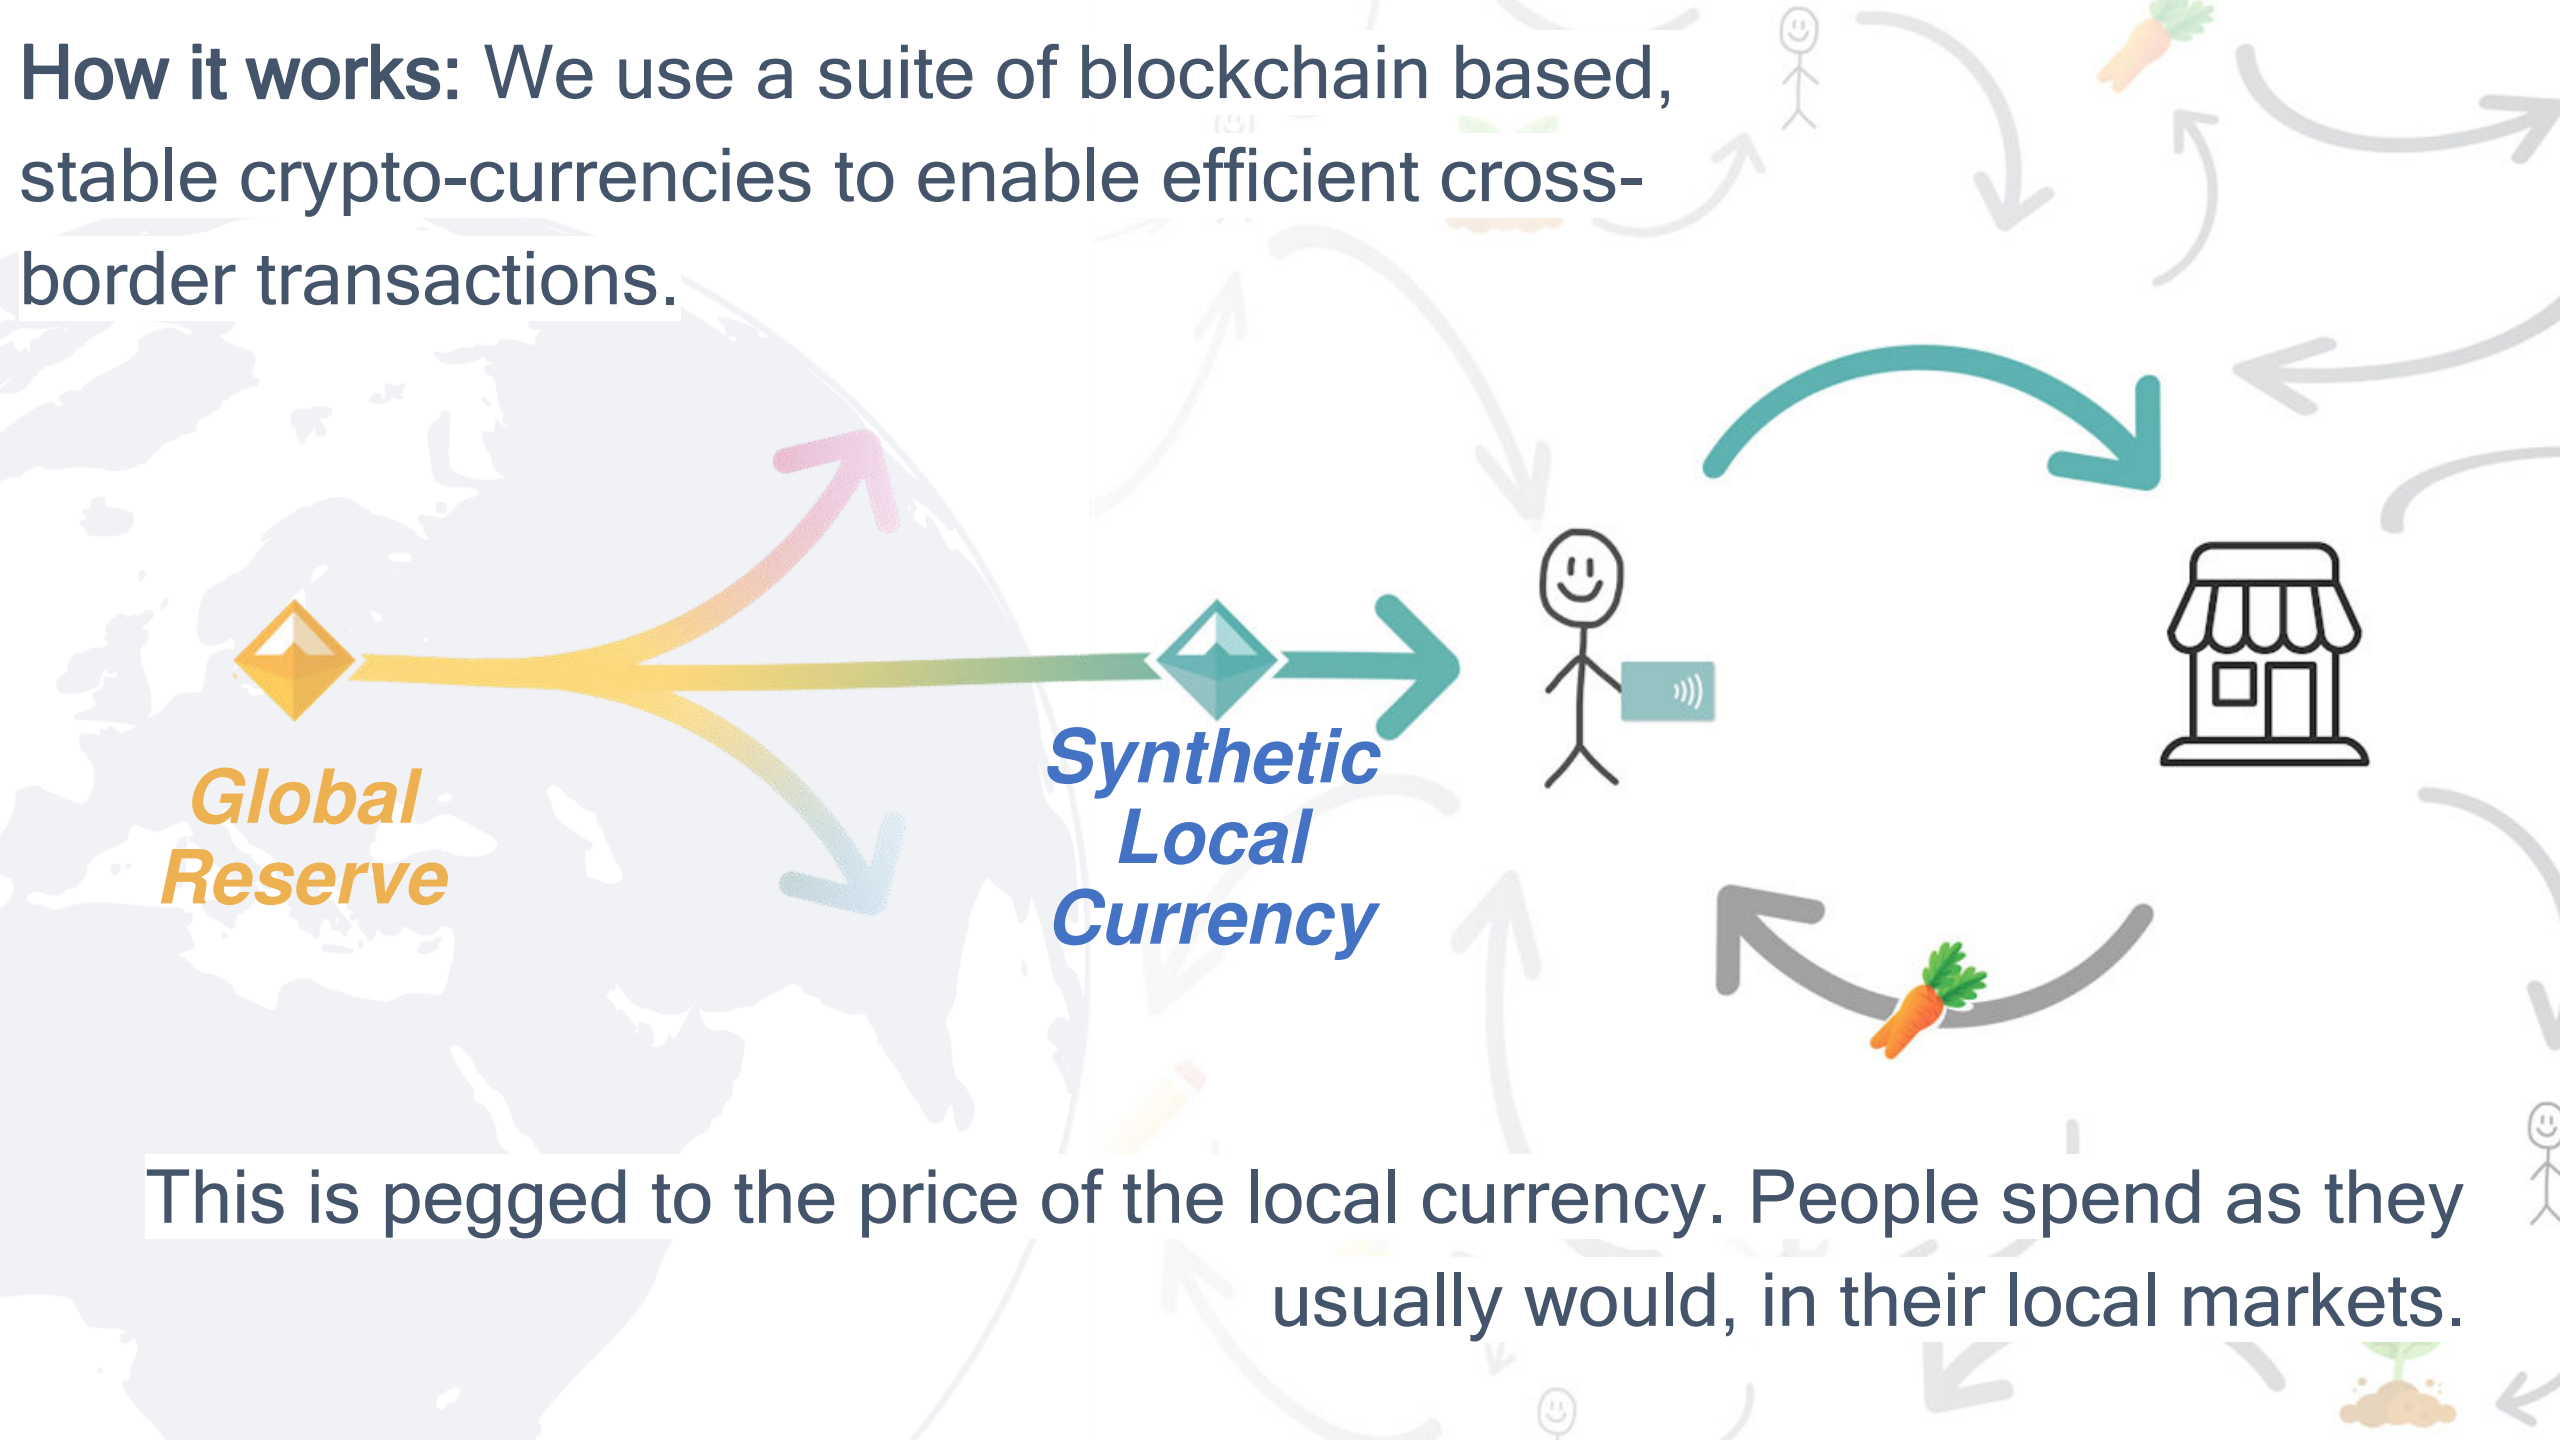 How it works: We use a suite of blockchain based,
stable crypto-currencies to enable efficient cross-
border transactions.
Global
Reserve
Synthetic
Local
Currency
This is pegged to the price of the local currency. People spend as they
usually would, in their local markets.